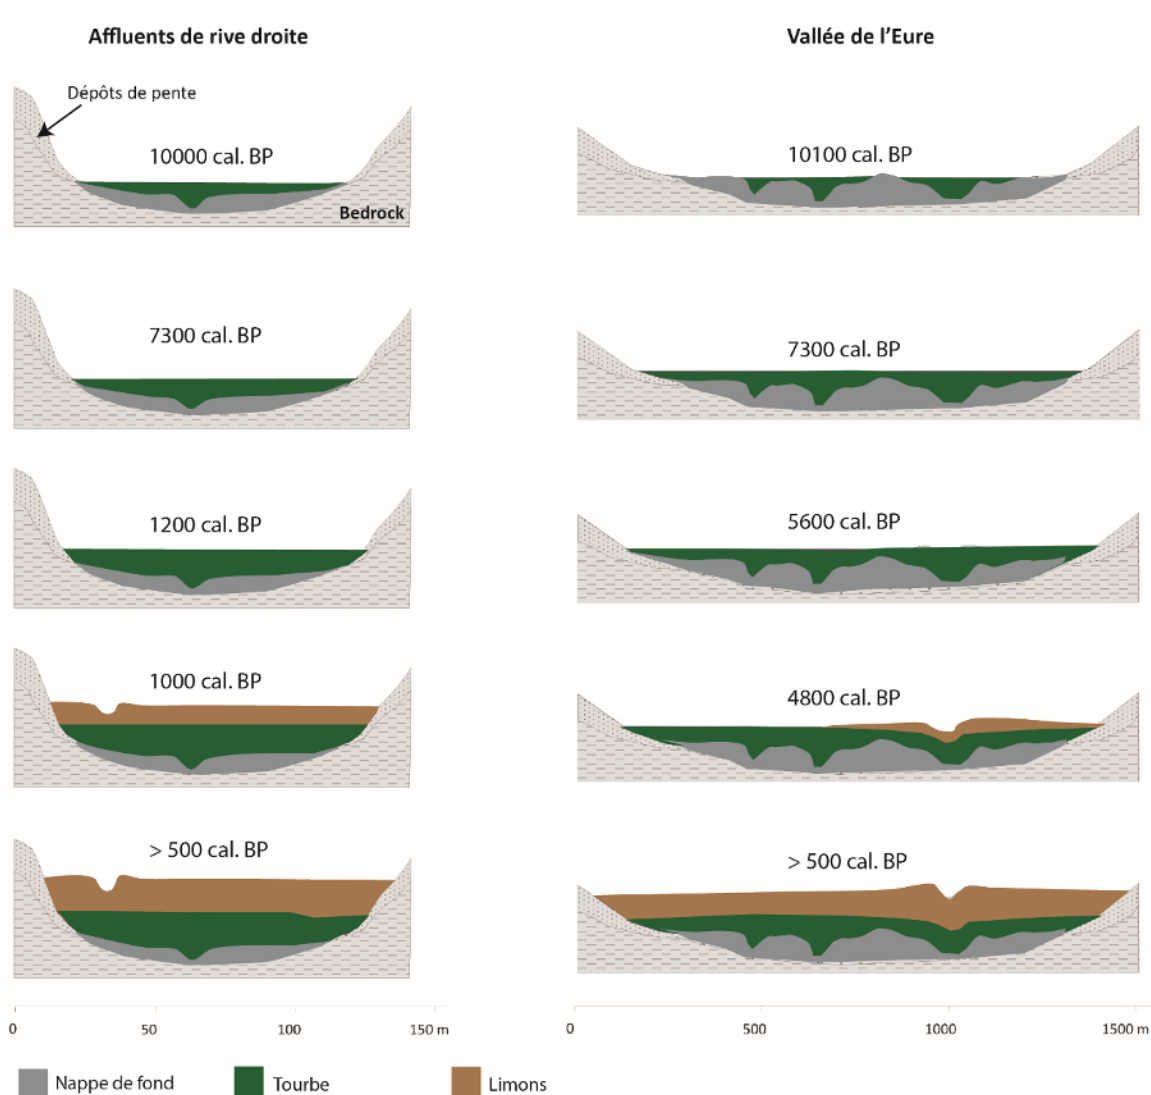 Affluents de rive droite
Vallée de l'Eure
Dépôts de pente
10000 cal. BP
Bedrock
10100 cal. BP
7300 cal. BP
7300 cal. BP
1200 cal. BP
5600 cal. BP
1000 cal. BP
4800 cal. BP
> 500 cal. BP
> 500 cal. BP
0 50 100 150 m
0 500 1000 1500 m
Nappe de fond
Tourbe
Limons